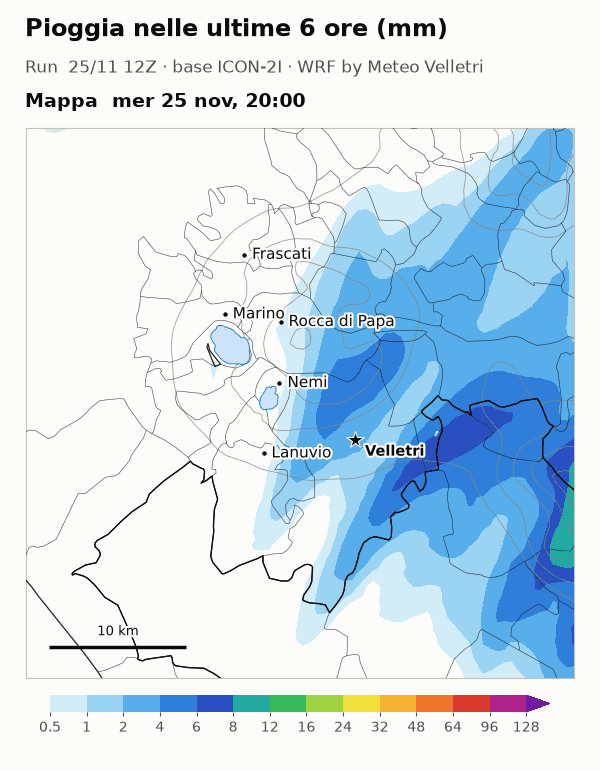 Pioggia nelle ultime 6 ore (mm)
Run  25/11 12Z · base ICON-2I · WRF by Meteo Velletri
Mappa  mer 25 nov, 20:00
Frascati
Marino
Rocca di Papa
Nemi
Velletri
Lanuvio
10 km
0.5 1 2 4 6 8 12 16 24 32 48 64 96 128